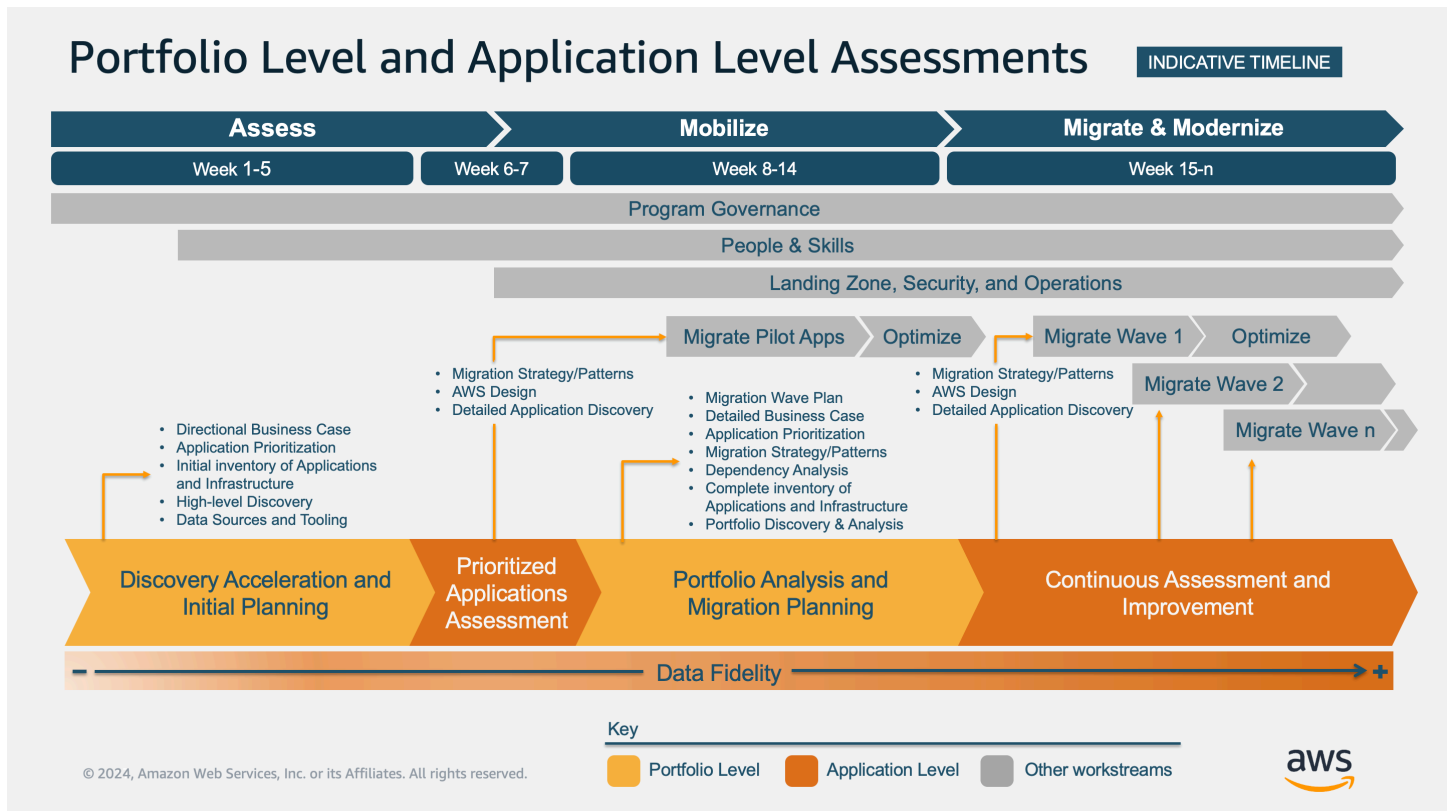 Portfolio Level and Application Level Assessments
INDICATIVE TIMELINE
Assess
Mobilize
Migrate & Modernize
Week 1-5
Week 6-7
Week 8-14
Week 15-n
Program Governance
People & Skills
Landing Zone, Security, and Operations
Migrate Pilot Apps
Optimize
Migrate Wave 1
Optimize
Migrate Wave 2
Migrate Wave n
• Directional Business Case
• Application Prioritization
• Initial inventory of Applications
and Infrastructure
• High-level Discovery
• Data Sources and Tooling
• Migration Strategy/Patterns
• AWS Design
• Detailed Application Discovery
• Migration Wave Plan
• Detailed Business Case
• Application Prioritization
• Migration Strategy/Patterns
• Dependency Analysis
• Complete inventory of
Applications and Infrastructure
• Portfolio Discovery & Analysis
• Migration Strategy/Patterns
• AWS Design
• Detailed Application Discovery
Discovery Acceleration and
Initial Planning
Prioritized
Applications
Assessment
Portfolio Analysis and
Migration Planning
Continuous Assessment and
Improvement
- Data Fidelity +
Key
Portfolio Level
Application Level
Other workstreams
© 2024, Amazon Web Services, Inc. or its Affiliates. All rights reserved.
aws